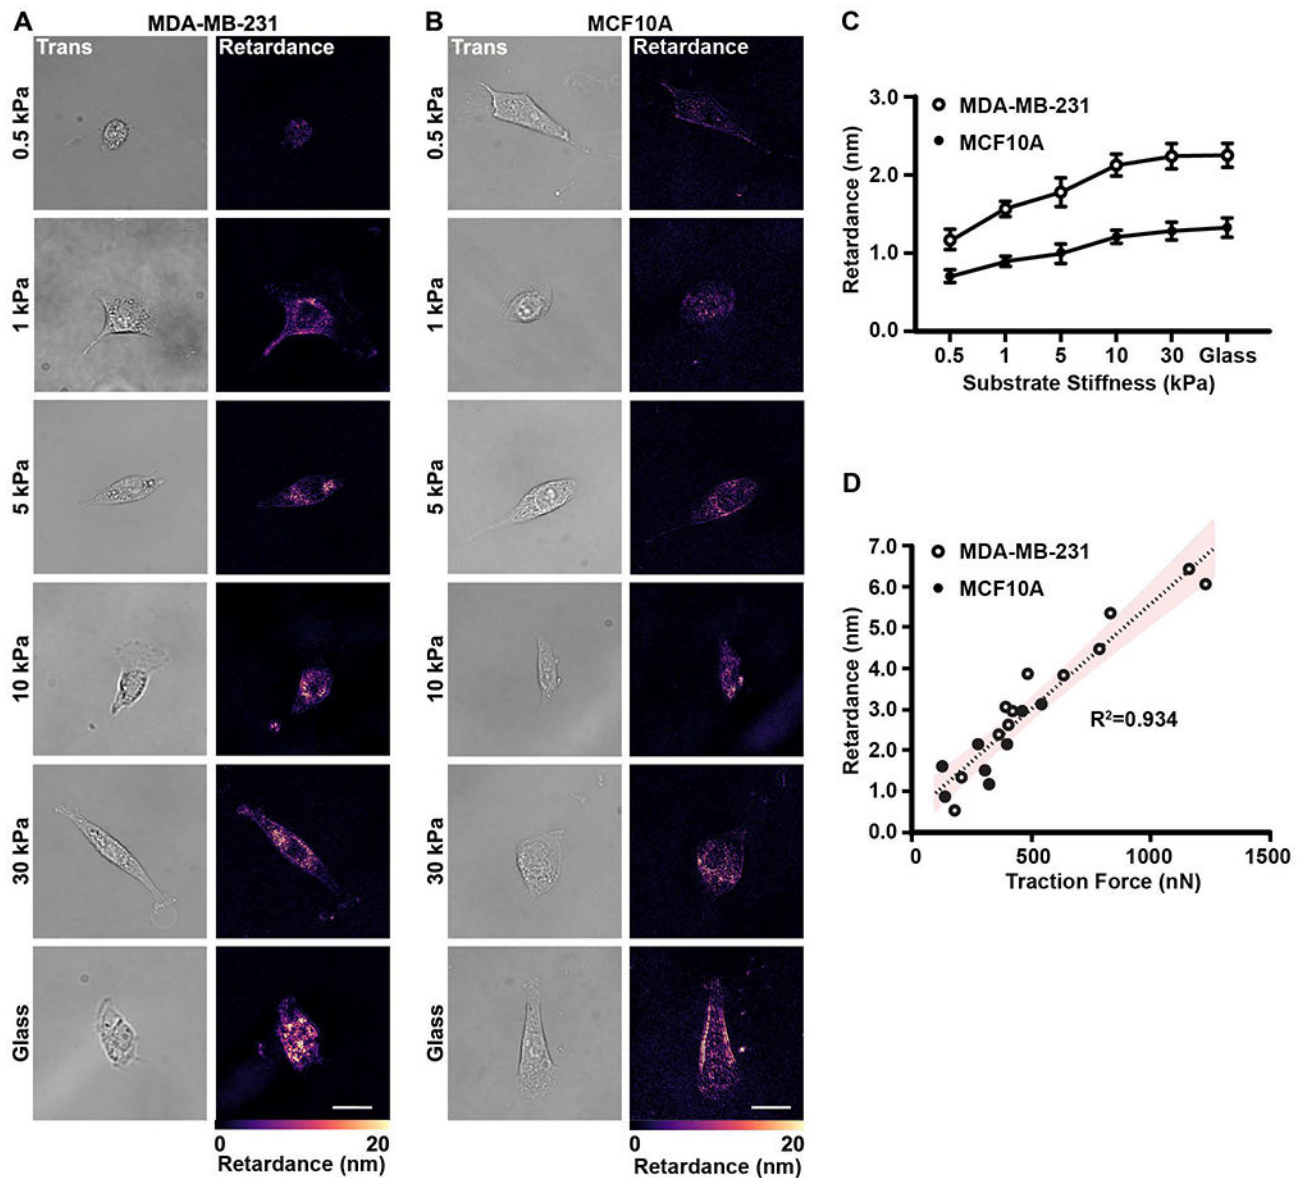 A
MDA-MB-231
Trans
Retardance
0.5 kPa
1 kPa
5 kPa
10 kPa
30 kPa
Glass
0
20
Retardance (nm)
B
MCF10A
Trans
Retardance
0.5 kPa
1 kPa
5 kPa
10 kPa
30 kPa
Glass
0
20
Retardance (nm)
C
MDA-MB-231
MCF10A
Retardance (nm)
3.0
2.0
1.0
0.0
0.5 1 5 10 30 Glass
Substrate Stiffness (kPa)
D
MDA-MB-231
MCF10A
Retardance (nm)
7.0
6.0
5.0
4.0
3.0
2.0
1.0
0.0
R²=0.934
0 500 1000 1500
Traction Force (nN)